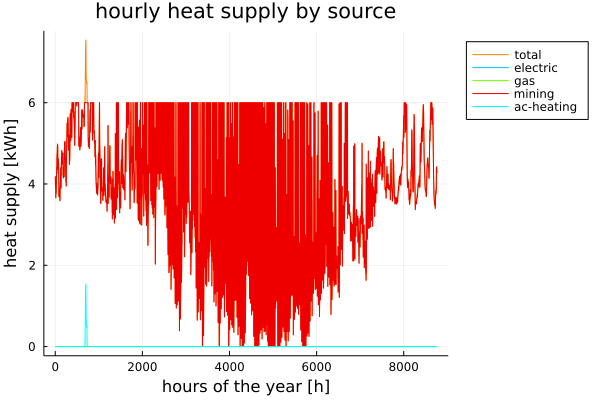 hourly heat supply by source
heat supply [kWh]
6
4
2
0
0
2000
4000
6000
8000
hours of the year [h]
total
electric
gas
mining
ac-heating